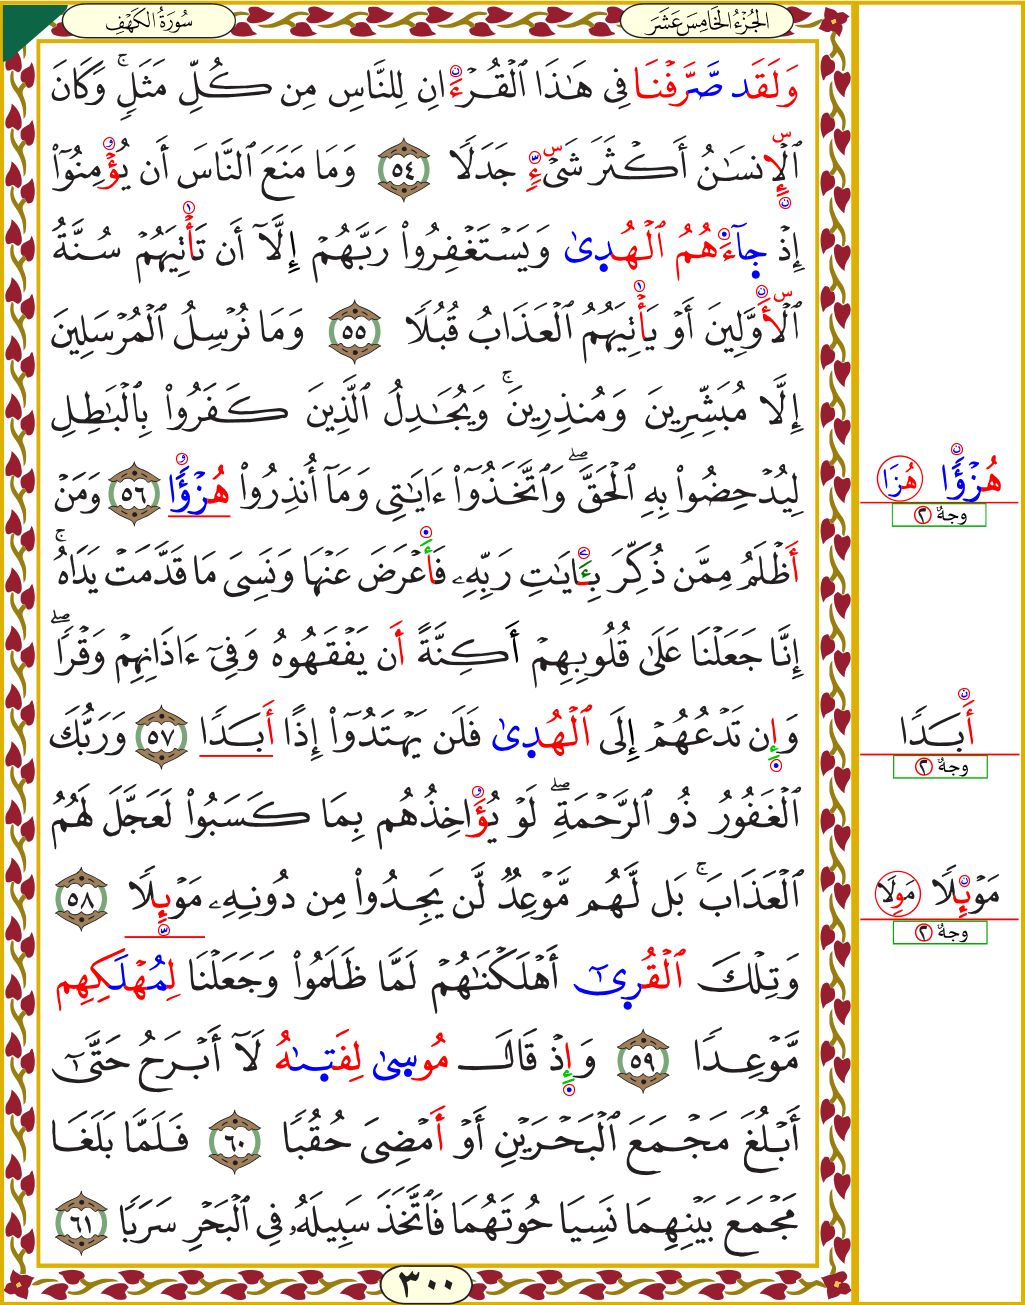 الجُزْءُ الخَامِسَ عَشَرَ
سُورَةُ الكَهْفِ
وَلَقَد صَّرَّفْنَا فِى هَٰذَا ٱلْقُرْءَانِ لِلنَّاسِ مِن كُلِّ مَثَلٍۚ وَكَانَ
ٱلْإِنسَٰنُ أَكْثَرَ شَىْءٍ جَدَلًا ٥٤ وَمَا مَنَعَ ٱلنَّاسَ أَن يُؤْمِنُوٓا۟
إِذْ جَآءَهُمُ ٱلْهُدَىٰ وَيَسْتَغْفِرُوا۟ رَبَّهُمْ إِلَّآ أَن تَأْتِيَهُمْ سُنَّةُ
ٱلْأَوَّلِينَ أَوْ يَأْتِيَهُمُ ٱلْعَذَابُ قُبُلًا ٥٥ وَمَا نُرْسِلُ ٱلْمُرْسَلِينَ
إِلَّا مُبَشِّرِينَ وَمُنذِرِينَۚ وَيُجَٰدِلُ ٱلَّذِينَ كَفَرُوا۟ بِٱلْبَٰطِلِ
لِيُدْحِضُوا۟ بِهِ ٱلْحَقَّۖ وَٱتَّخَذُوٓا۟ ءَايَٰتِى وَمَآ أُنذِرُوا۟ هُزْؤًا ٥٦ وَمَنْ
أَظْلَمُ مِمَّن ذُكِّرَ بِـَٔايَٰتِ رَبِّهِۦ فَأَعْرَضَ عَنْهَا وَنَسِىَ مَا قَدَّمَتْ يَدَاهُۚ
إِنَّا جَعَلْنَا عَلَىٰ قُلُوبِهِمْ أَكِنَّةً أَن يَفْقَهُوهُ وَفِىٓ ءَاذَانِهِمْ وَقْرًاۖ
وَإِن تَدْعُهُمْ إِلَى ٱلْهُدَىٰ فَلَن يَهْتَدُوٓا۟ إِذًا أَبَدًا ٥٧ وَرَبُّكَ
ٱلْغَفُورُ ذُو ٱلرَّحْمَةِۖ لَوْ يُؤَاخِذُهُم بِمَا كَسَبُوا۟ لَعَجَّلَ لَهُمُ
ٱلْعَذَابَۚ بَل لَّهُم مَّوْعِدٌ لَّن يَجِدُوا۟ مِن دُونِهِۦ مَوْئِلًا ٥٨
وَتِلْكَ ٱلْقُرَىٰٓ أَهْلَكْنَٰهُمْ لَمَّا ظَلَمُوا۟ وَجَعَلْنَا لِمُهْلَكِهِم
مَّوْعِدًا ٥٩ وَإِذْ قَالَ مُوسَىٰ لِفَتَىٰهُ لَآ أَبْرَحُ حَتَّىٰٓ
أَبْلُغَ مَجْمَعَ ٱلْبَحْرَيْنِ أَوْ أَمْضِىَ حُقُبًا ٦٠ فَلَمَّا بَلَغَا
مَجْمَعَ بَيْنِهِمَا نَسِيَا حُوتَهُمَا فَٱتَّخَذَ سَبِيلَهُۥ فِى ٱلْبَحْرِ سَرَبًا ٦١
٣٠٠
هُزْؤًا هُزَا
وجهٌ ٢
أَبَدًا
وجهٌ ٢
مَوْئِلًا مَوِلَا
وجهٌ ٢